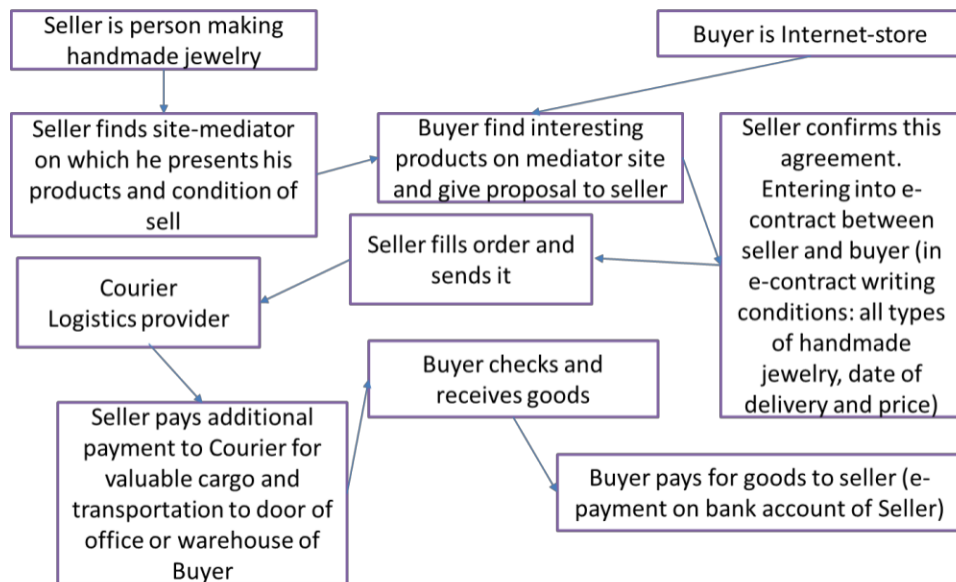 Seller is person making
handmade jewelry
Buyer is Internet-store
Seller finds site-mediator
on which he presents his
products and condition of
sell
Buyer find interesting
products on mediator site
and give proposal to seller
Seller confirms this
agreement.
Entering into e-
contract between
seller and buyer (in
e-contract writing
conditions: all types
of handmade
jewelry, date of
delivery and price)
Seller fills order and
sends it
Courier
Logistics provider
Seller pays additional
payment to Courier for
valuable cargo and
transportation to door of
office or warehouse of
Buyer
Buyer checks and
receives goods
Buyer pays for goods to seller (e-
payment on bank account of Seller)